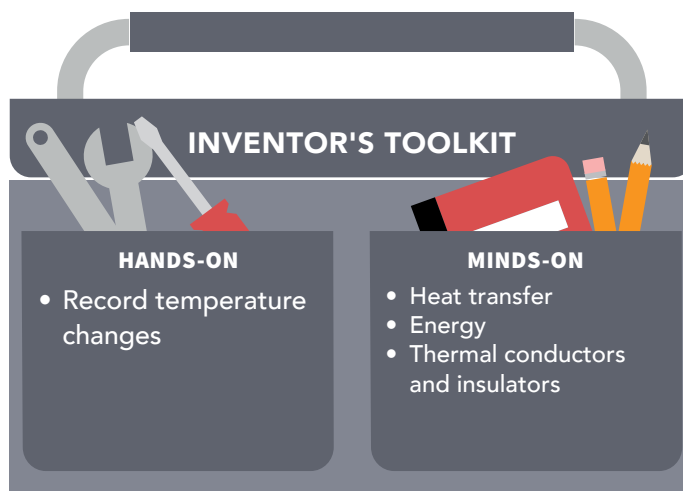 INVENTOR'S TOOLKIT
HANDS-ON
• Record temperature
changes
MINDS-ON
• Heat transfer
• Energy
• Thermal conductors
and insulators